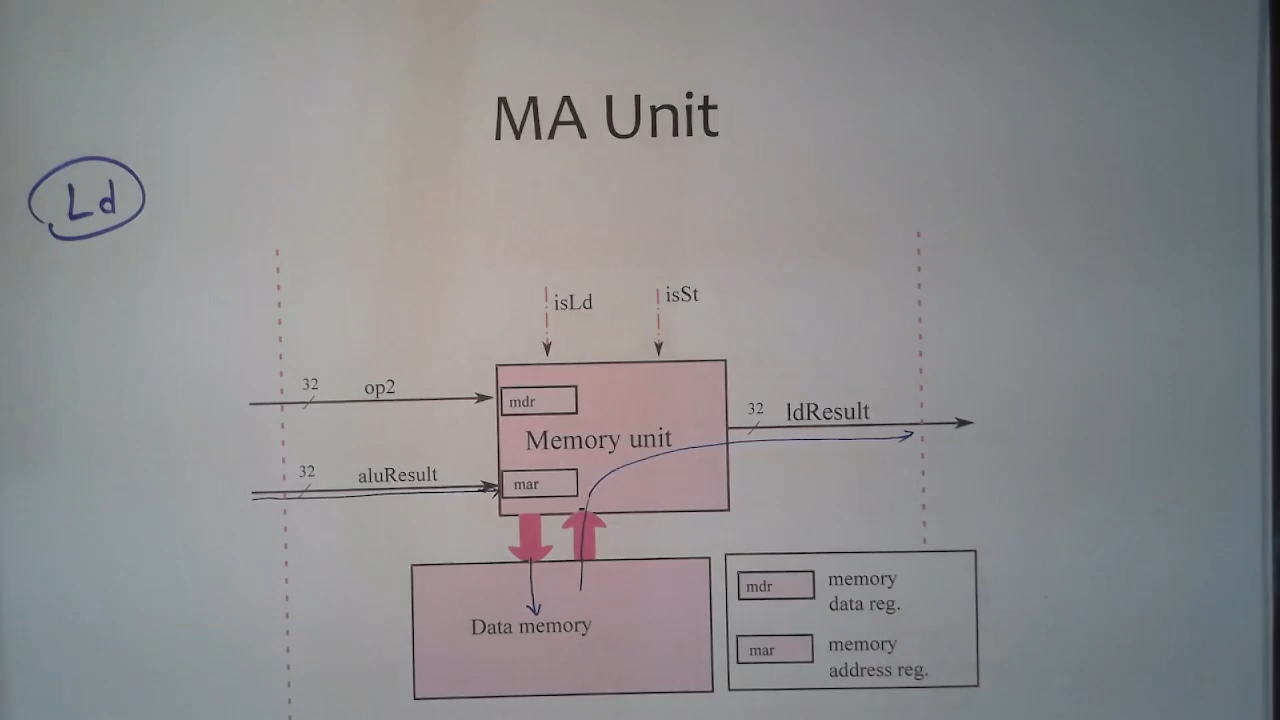 MA Unit
Ld
isLd
isSt
32
op2
mdr
32
ldResult
Memory unit
32
aluResult
mar
Data memory
mdr
memory
data reg.
mar
memory
address reg.